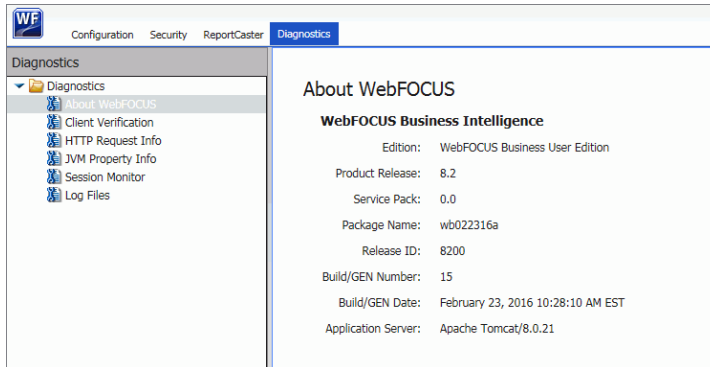 WF
Configuration Security ReportCaster Diagnostics
Diagnostics
Diagnostics
About WebFOCUS
Client Verification
HTTP Request Info
JVM Property Info
Session Monitor
Log Files
About WebFOCUS
WebFOCUS Business Intelligence
Edition: WebFOCUS Business User Edition
Product Release: 8.2
Service Pack: 0.0
Package Name: wb022316a
Release ID: 8200
Build/GEN Number: 15
Build/GEN Date: February 23, 2016 10:28:10 AM EST
Application Server: Apache Tomcat/8.0.21